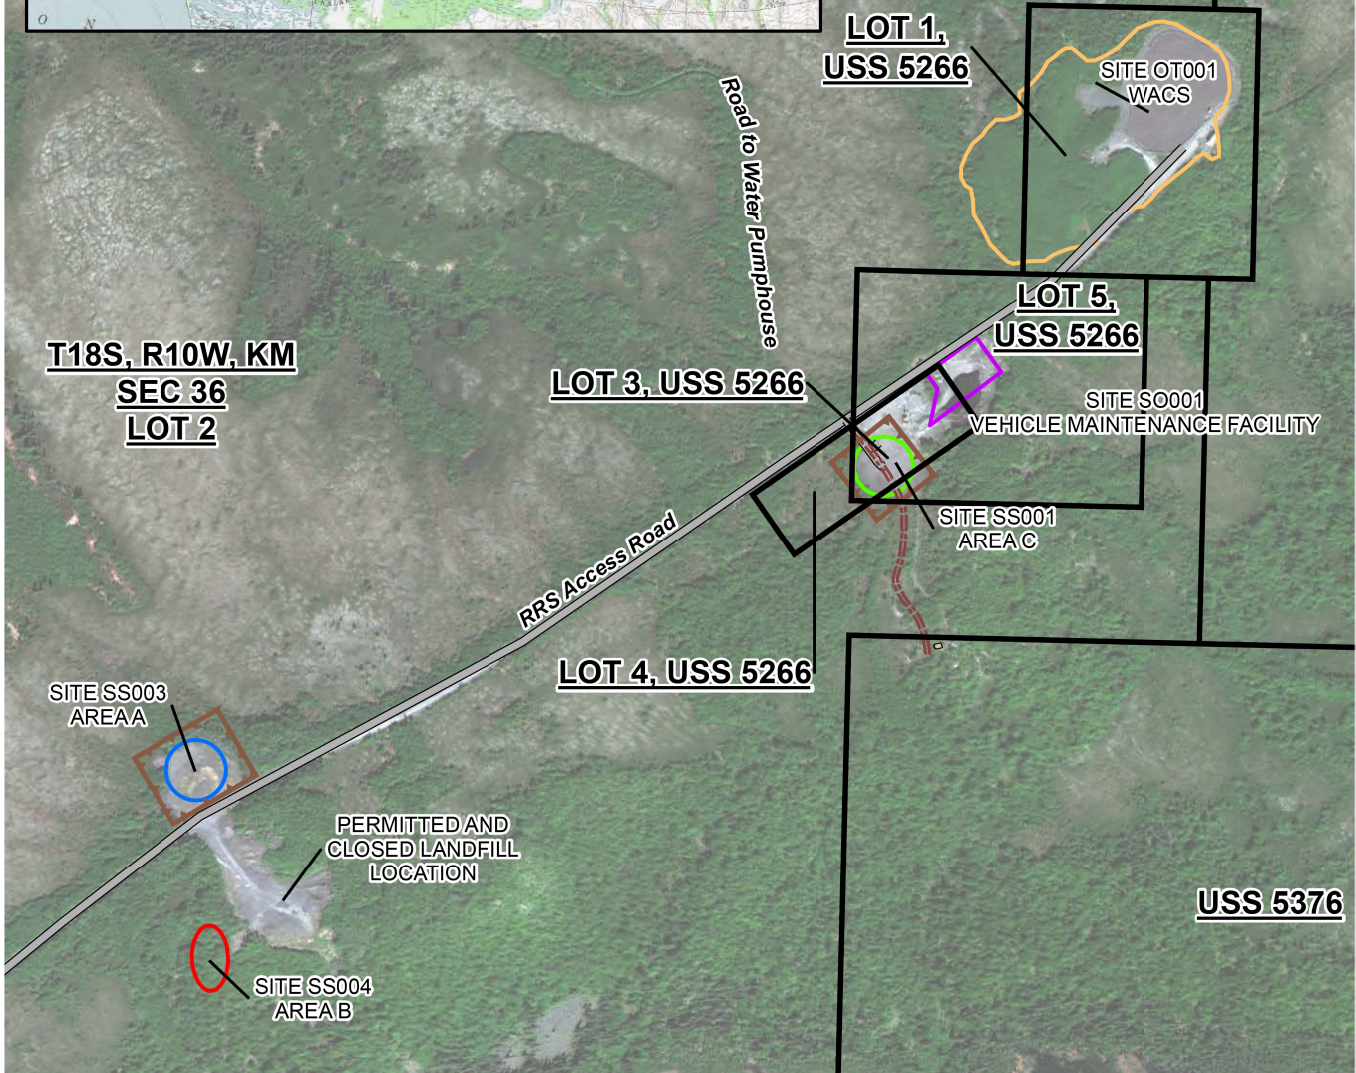 O N
LOT 1,
USS 5266
SITE OT001
WACS
Road to Water Pumphouse
LOT 5,
USS 5266
T18S, R10W, KM
SEC 36
LOT 2
LOT 3, USS 5266
SITE SO001
VEHICLE MAINTENANCE FACILITY
SITE SS001
AREA C
RRS Access Road
LOT 4, USS 5266
SITE SS003
AREA A
PERMITTED AND
CLOSED LANDFILL
LOCATION
USS 5376
SITE SS004
AREA B